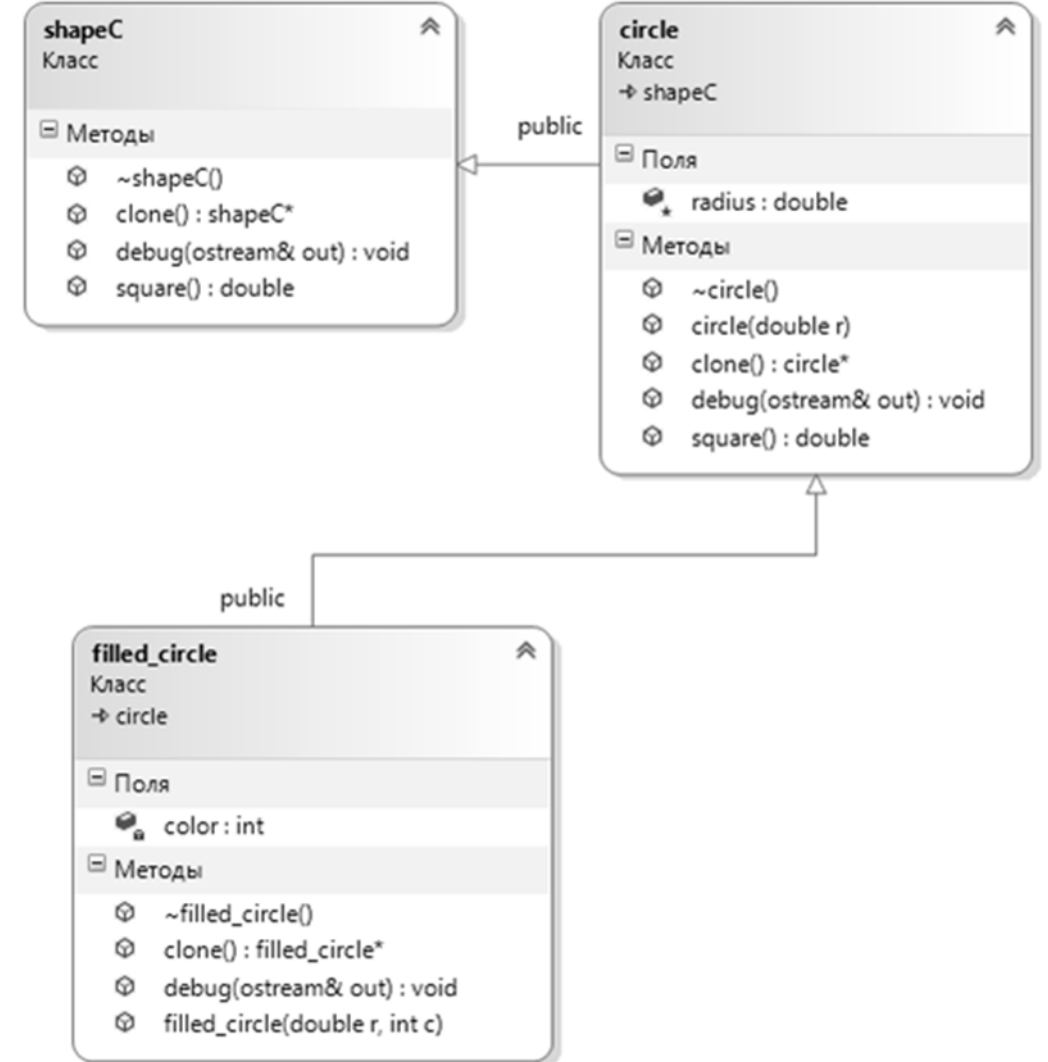 shapeC
Класс
Методы
~shapeC()
clone() : shapeC*
debug(ostream& out) : void
square() : double
public
circle
Класс
shapeC
Поля
radius : double
Методы
~circle()
circle(double r)
clone() : circle*
debug(ostream& out) : void
square() : double
public
filled_circle
Класс
circle
Поля
color : int
Методы
~filled_circle()
clone() : filled_circle*
debug(ostream& out) : void
filled_circle(double r, int c)